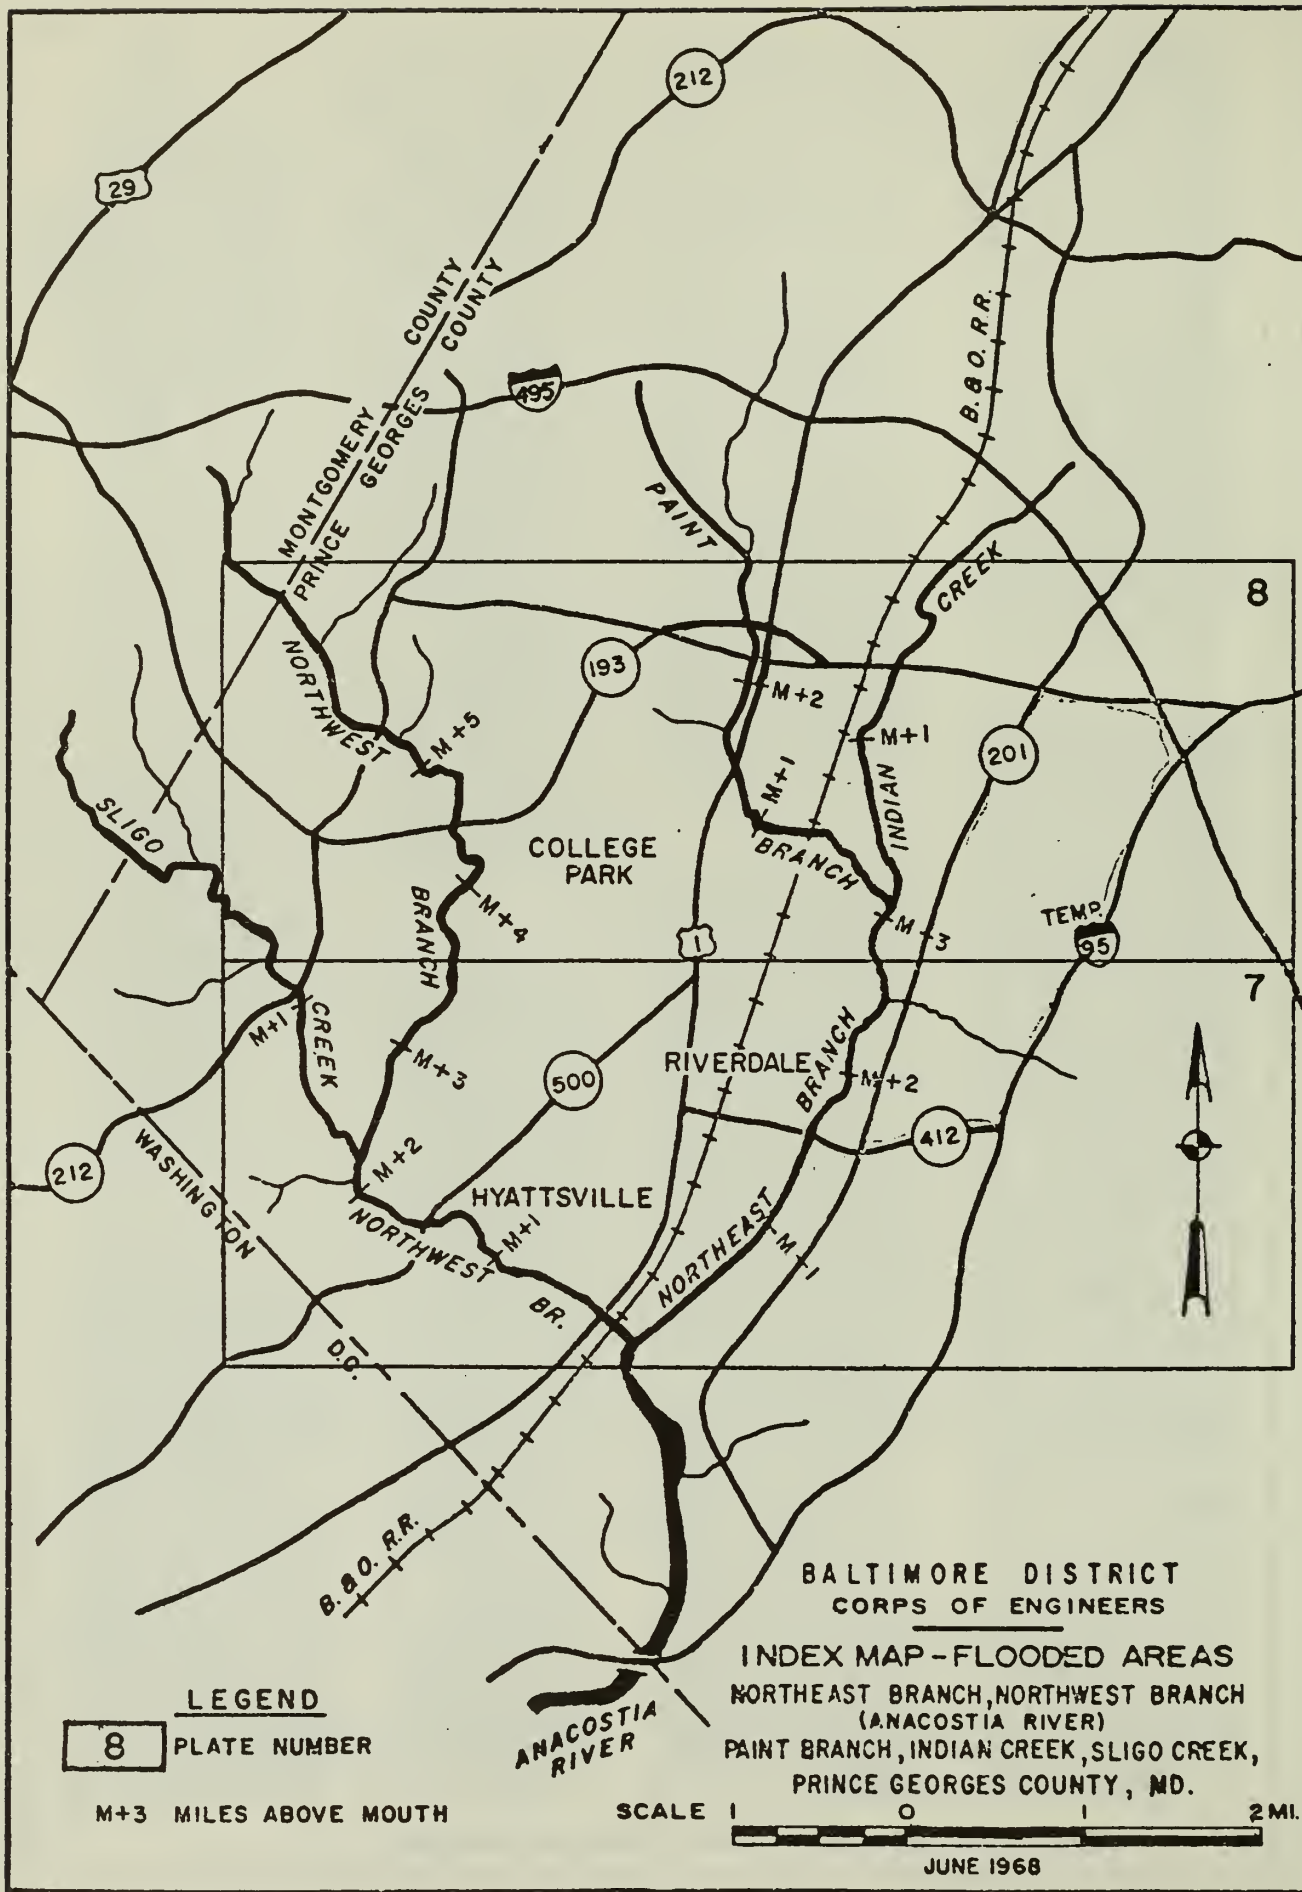 212
29
MONTGOMERY COUNTY
PRINCE GEORGES COUNTY
495
B. & O. R.R.
PAINT
BRANCH
CREEK
INDIAN
8
193
NORTHWEST
BRANCH
M+5
M+2
M+1
M+1
201
SLIGO
CREEK
COLLEGE
PARK
M+4
M+3
TEMP.
95
1
7
M+1
M+3
500
RIVERDALE
BRANCH
M+2
412
212
WASHINGTON
D.C.
M+2
HYATTSVILLE
NORTHWEST
BR.
M+1
NORTHEAST
M+1
B. & O. R.R.
ANACOSTIA
RIVER
BALTIMORE DISTRICT
CORPS OF ENGINEERS
INDEX MAP-FLOODED AREAS
NORTHEAST BRANCH, NORTHWEST BRANCH
(ANACOSTIA RIVER)
PAINT BRANCH, INDIAN CREEK, SLIGO CREEK,
PRINCE GEORGES COUNTY, MD.
LEGEND
8 PLATE NUMBER
M+3 MILES ABOVE MOUTH
SCALE 1 0 1 2 MI.
JUNE 1968